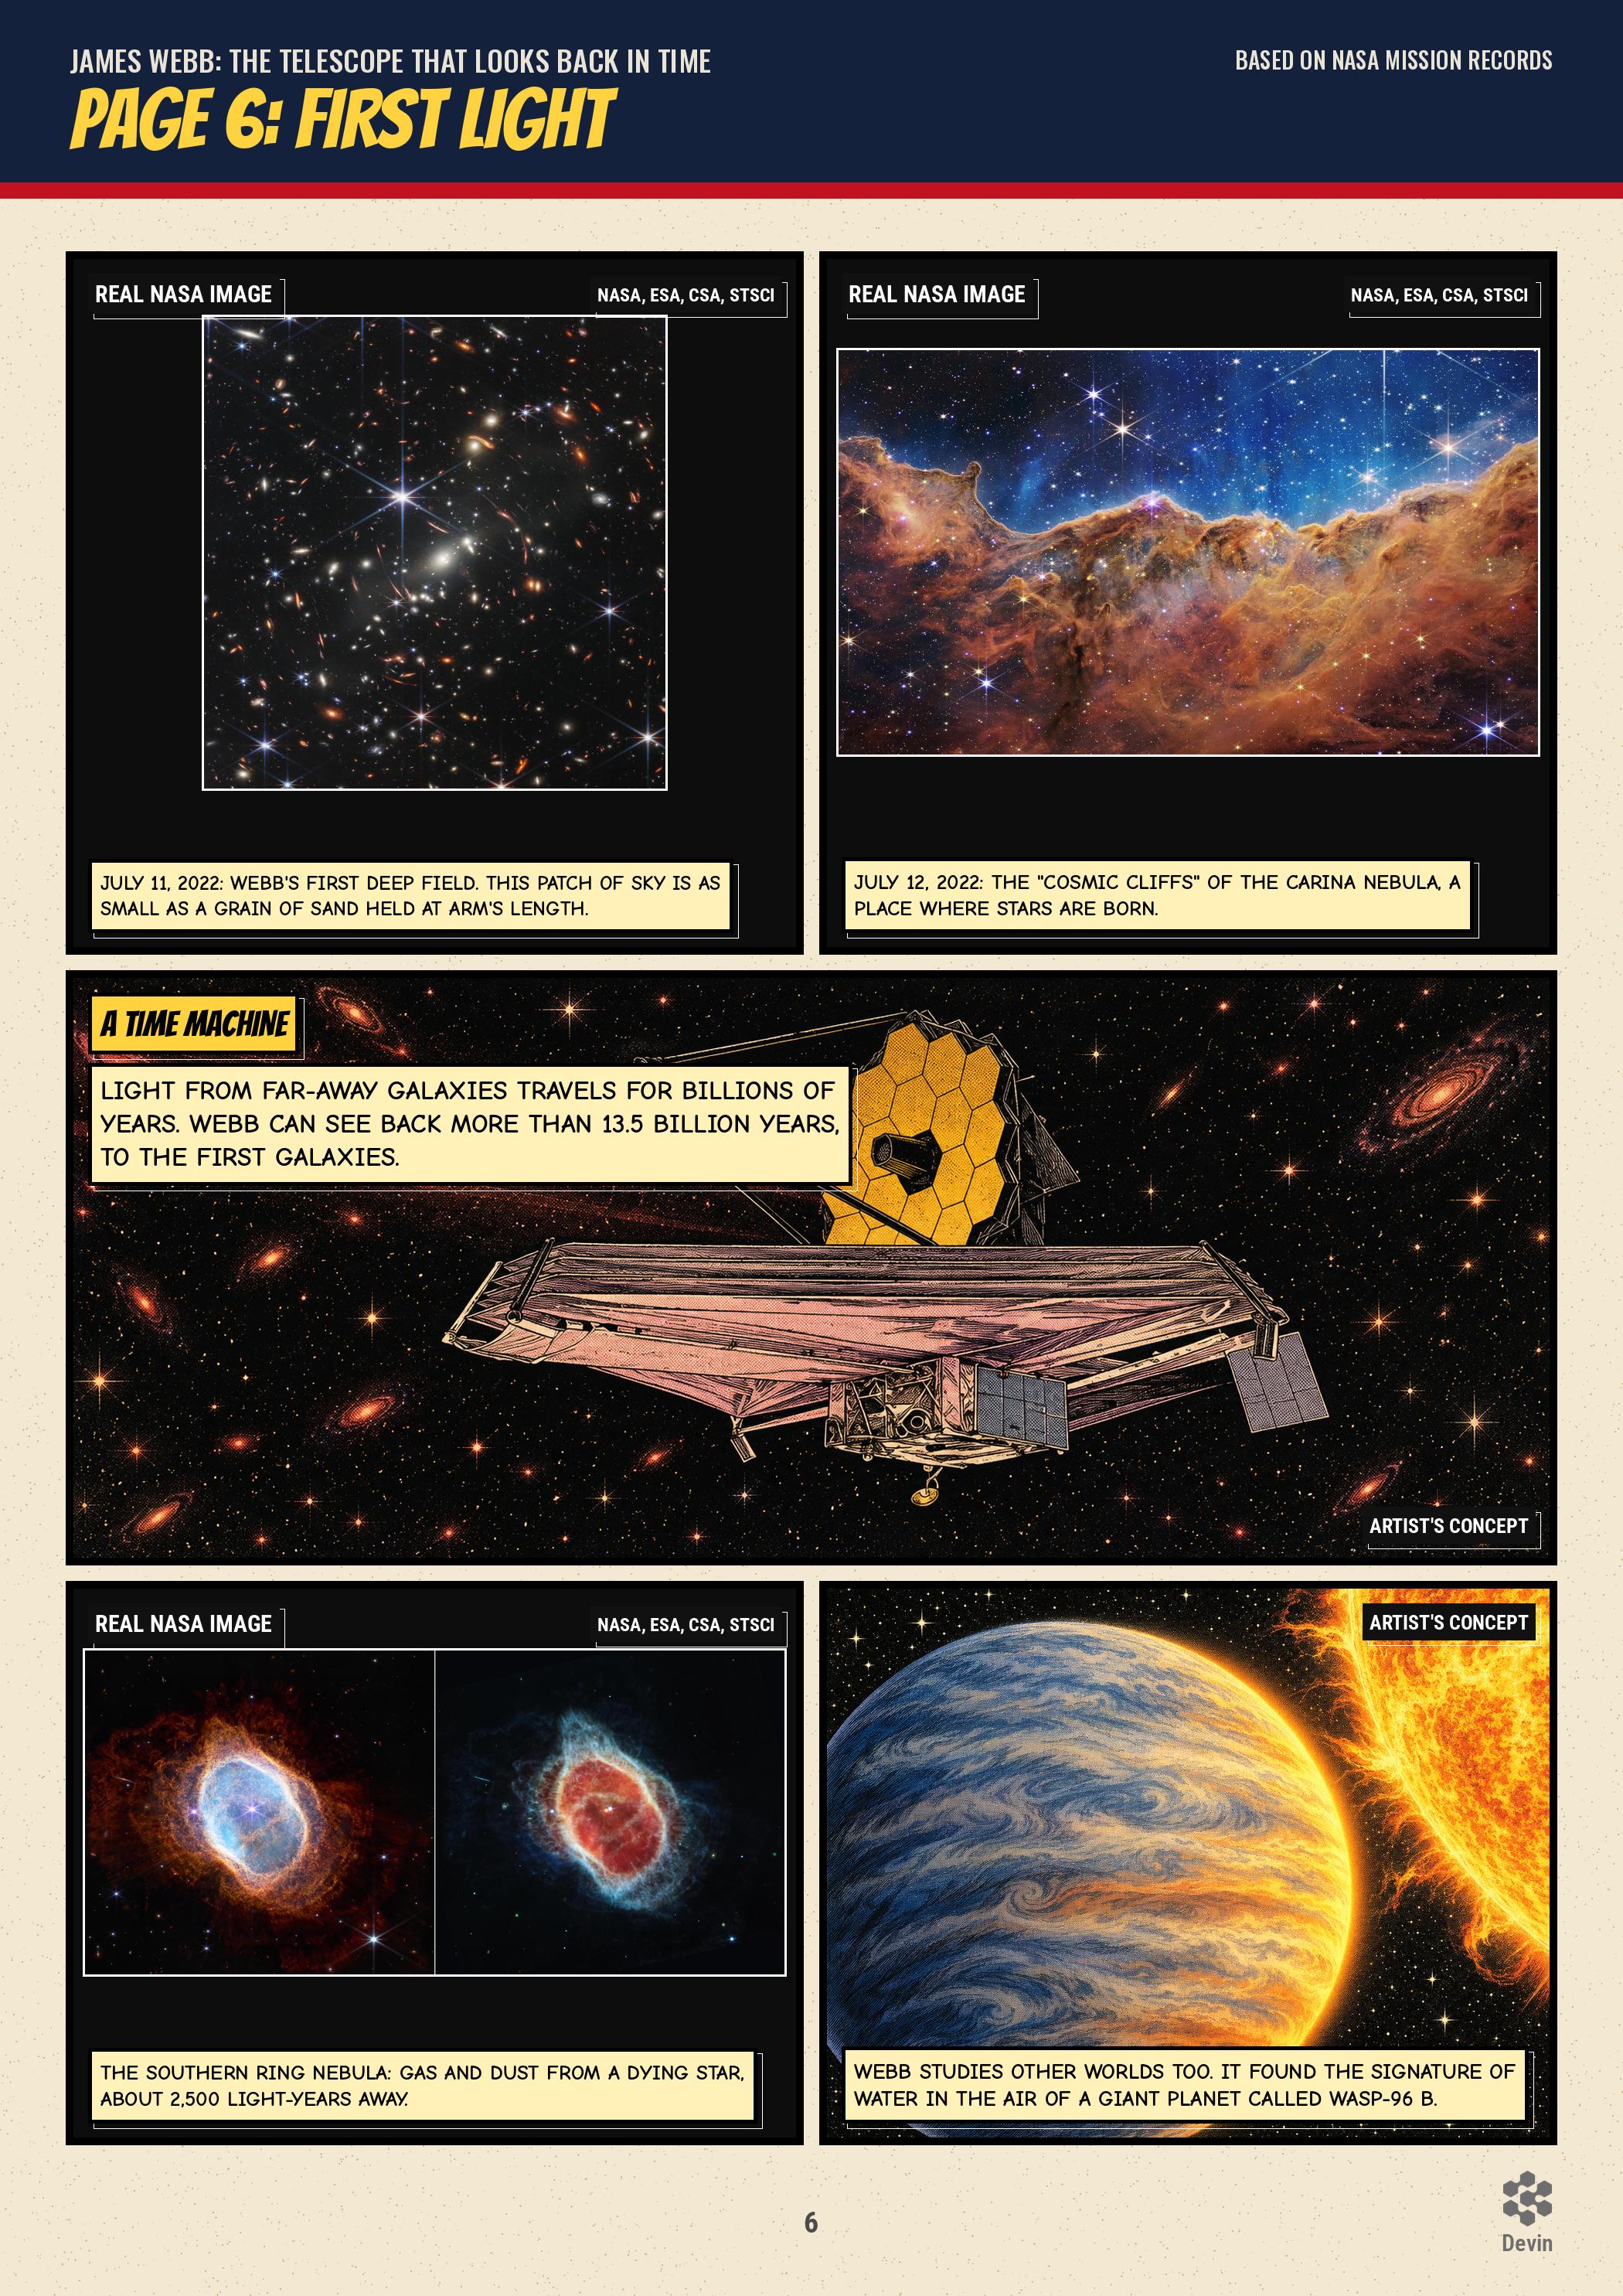 JAMES WEBB: THE TELESCOPE THAT LOOKS BACK IN TIME
BASED ON NASA MISSION RECORDS
PAGE 6: FIRST LIGHT
REAL NASA IMAGE
NASA, ESA, CSA, STSCI
JULY 11, 2022: WEBB'S FIRST DEEP FIELD. THIS PATCH OF SKY IS AS
SMALL AS A GRAIN OF SAND HELD AT ARM'S LENGTH.
REAL NASA IMAGE
NASA, ESA, CSA, STSCI
JULY 12, 2022: THE "COSMIC CLIFFS" OF THE CARINA NEBULA, A
PLACE WHERE STARS ARE BORN.
A TIME MACHINE
LIGHT FROM FAR-AWAY GALAXIES TRAVELS FOR BILLIONS OF
YEARS. WEBB CAN SEE BACK MORE THAN 13.5 BILLION YEARS,
TO THE FIRST GALAXIES.
ARTIST'S CONCEPT
REAL NASA IMAGE
NASA, ESA, CSA, STSCI
THE SOUTHERN RING NEBULA: GAS AND DUST FROM A DYING STAR,
ABOUT 2,500 LIGHT-YEARS AWAY.
ARTIST'S CONCEPT
WEBB STUDIES OTHER WORLDS TOO. IT FOUND THE SIGNATURE OF
WATER IN THE AIR OF A GIANT PLANET CALLED WASP-96 B.
6
Devin